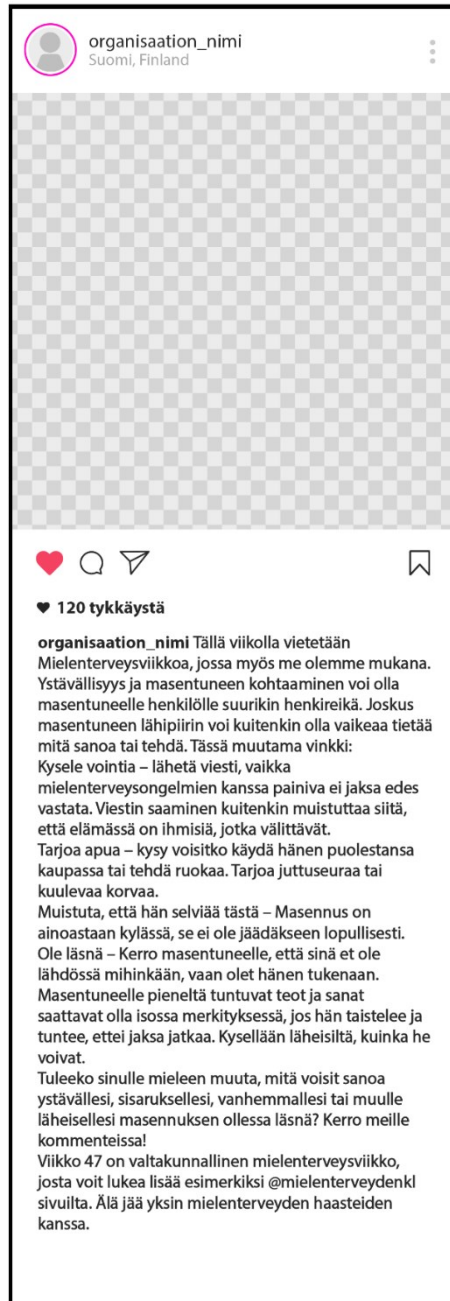 organisaation_nimi
Suomi, Finland
120 tykkäystä
organisaation_nimi Tällä viikolla vietetään
Mielenterveysviikkoa, jossa myös me olemme mukana.
Ystävällisyys ja masentuneen kohtaaminen voi olla
masentuneelle henkilölle suurikin henkireikä. Joskus
masentuneen lähipiirin voi kuitenkin olla vaikeaa tietää
mitä sanoa tai tehdä. Tässä muutama vinkki:
Kysele vointia – lähetä viesti, vaikka
mielenterveysongelmien kanssa painiva ei jaksa edes
vastata. Viestin saaminen kuitenkin muistuttaa siitä,
että elämässä on ihmisiä, jotka välittävät.
Tarjoa apua – kysy voisitko käydä hänen puolestansa
kaupassa tai tehdä ruokaa. Tarjoa juttuseuraa tai
kuulevaa korvaa.
Muistuta, että hän selviää tästä – Masennus on
ainoastaan kylässä, se ei ole jäädäkseen lopullisesti.
Ole läsnä – Kerro masentuneelle, että sinä et ole
lähdössä mihinkään, vaan olet hänen tukenaan.
Masentuneelle pieneltä tuntuvat teot ja sanat
saattavat olla isossa merkityksessä, jos hän taistelee ja
tuntee, ettei jaksa jatkaa. Kysellään läheisiltä, kuinka he
voivat.
Tuleeko sinulle mieleen muuta, mitä voisit sanoa
ystävällesi, sisaruksellesi, vanhemmallesi tai muulle
läheisellesi masennuksen ollessa läsnä? Kerro meille
kommenteissa!
Viikko 47 on valtakunnallinen mielenterveysviikko,
josta voit lukea lisää esimerkiksi @mielenterveydenkl
sivuilta. Älä jää yksin mielenterveyden haasteiden
kanssa.